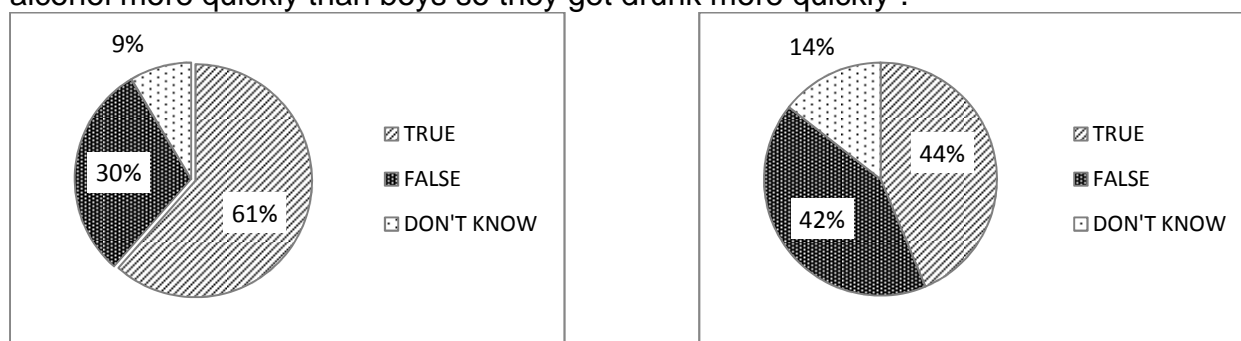 alcohol more quickly than boys so they get drunk more quickly".
9%
30%
61%
TRUE
FALSE
DON'T KNOW
14%
44%
42%
TRUE
FALSE
DON'T KNOW